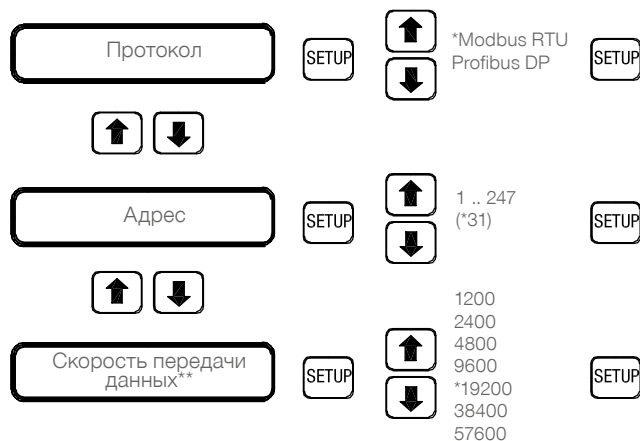 Протокол
SETUP
*Modbus RTU
Profibus DP
SETUP
Адрес
SETUP
1 .. 247
(*31)
SETUP
Скорость передачи
данных**
SETUP
1200
2400
4800
9600
*19200
38400
57600
SETUP